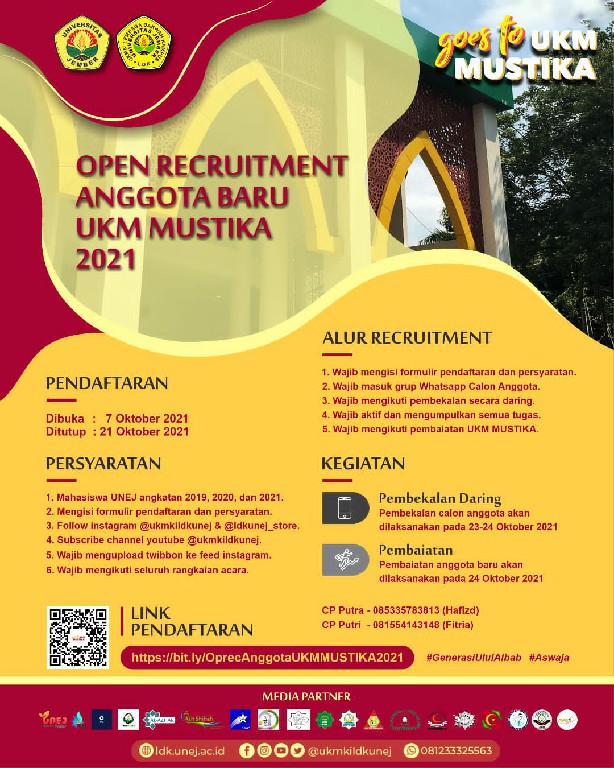 UNIVERSITAS
JEMBER
goes to UKM
MUSTIKA
OPEN RECRUITMENT
ANGGOTA BARU
UKM MUSTIKA
2021
PENDAFTARAN
Dibuka : 7 Oktober 2021
Ditutup : 21 Oktober 2021
PERSYARATAN
1. Mahasiswa UNEJ angkatan 2019, 2020, dan 2021.
2. Mengisi formulir pendaftaran dan persyaratan.
3. Follow instagram @ukmkildkunej & @ldkunej_store.
4. Subscribe channel youtube @ukmkildkunej.
5. Wajib mengupload twibbon ke feed instagram.
6. Wajib mengikuti seluruh rangkaian acara.
ALUR RECRUITMENT
1. Wajib mengisi formulir pendaftaran dan persyaratan.
2. Wajib masuk grup Whatsapp Calon Anggota.
3. Wajib mengikuti pembekalan secara daring.
4. Wajib aktif dan mengumpulkan semua tugas.
5. Wajib mengikuti pembaiatan UKM MUSTIKA.
KEGIATAN
Pembekalan Daring
Pembekalan calon anggota akan
dilaksanakan pada 23-24 Oktober 2021
Pembaiatan
Pembaiatan anggota baru akan
dilaksanakan pada 24 Oktober 2021
CP Putra - 085335783813 (Hafizd)
CP Putri - 081554143148 (Fitria)
LINK
PENDAFTARAN
https://bit.ly/OprecAnggotaUKMMUSTIKA2021
#GenerasiUlulAlbab #Aswaja
MEDIA PARTNER
ldk.unej.ac.id
@ukmkildkunej
081233325563